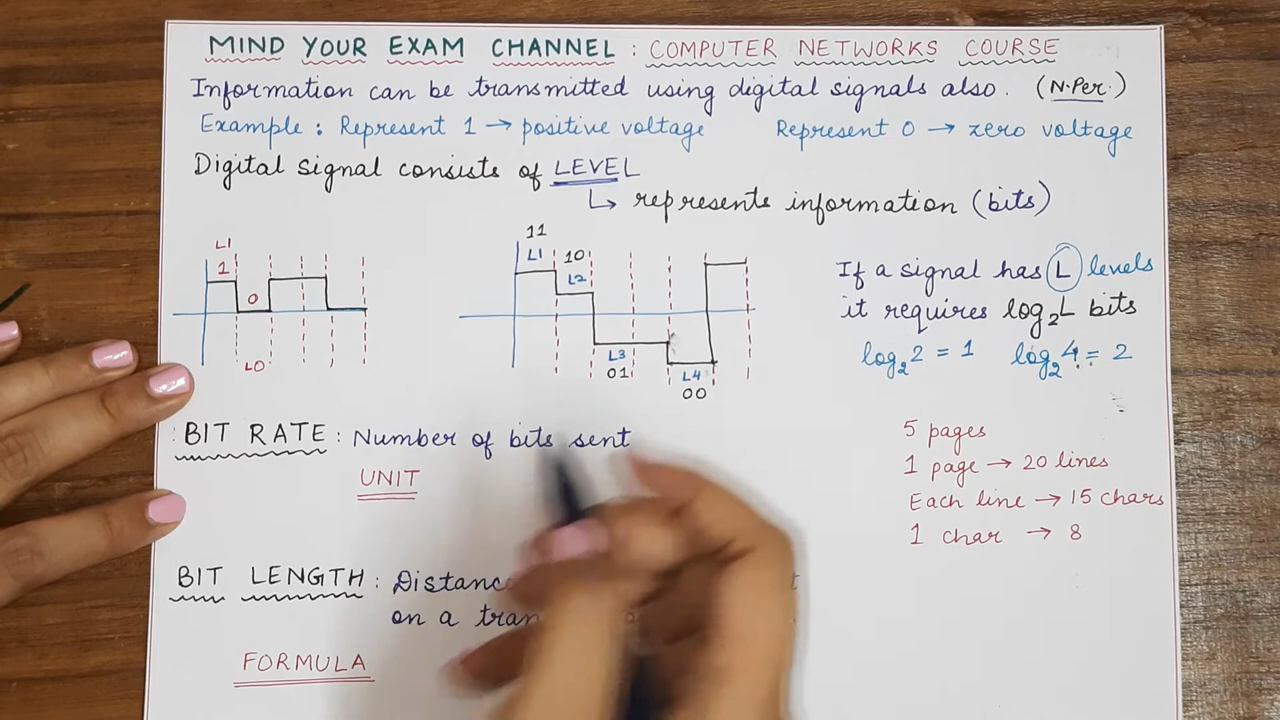 MIND YOUR EXAM CHANNEL : COMPUTER NETWORKS COURSE
Information can be transmitted using digital signals also. (N.Per.)
Example : Represent 1 → positive voltage Represent 0 → zero voltage
Digital signal consists of LEVEL
↳ represents information (bits)
L1
1
0
L0
11
L1
10
L2
L3
01
L4
00
If a signal has L levels
it requires log₂L bits
log₂2 = 1 log₂4 = 2
BIT RATE : Number of bits sent
UNIT
5 pages
1 page → 20 lines
Each line → 15 chars
1 char → 8
BIT LENGTH : 
on a
FORMULA